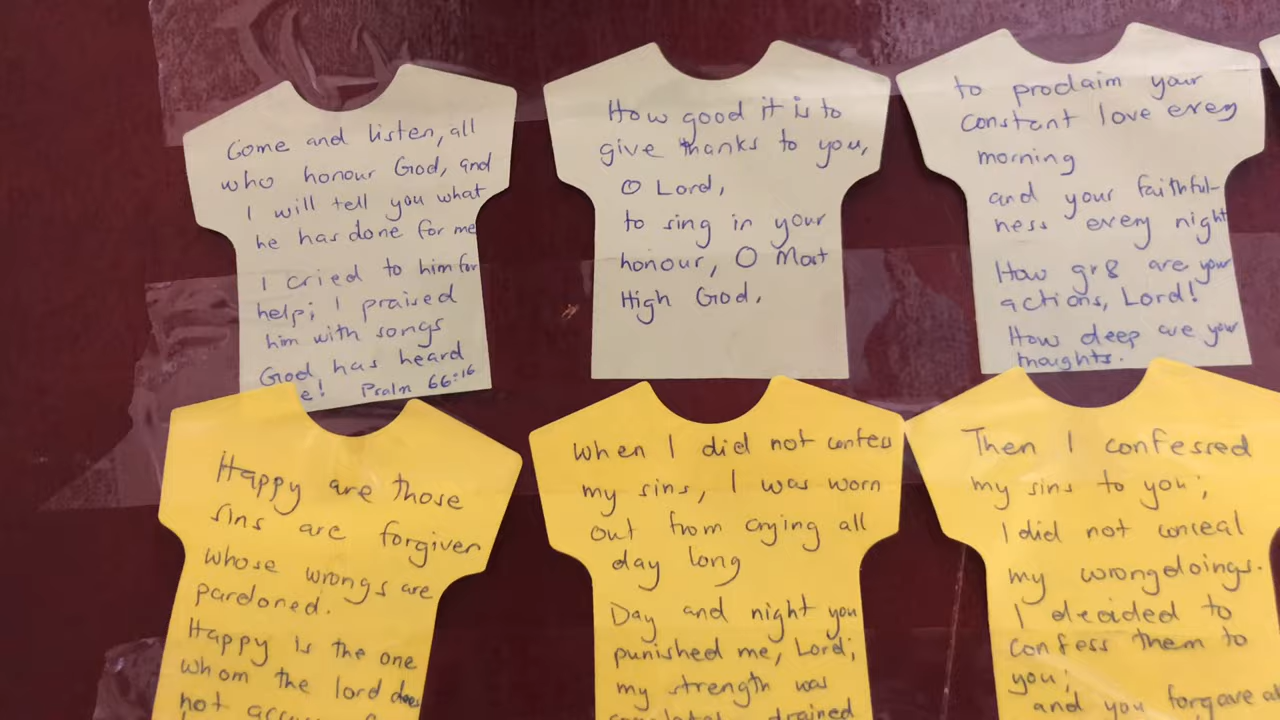 Come and listen, all
who honour God, and
I will tell you what
he has done for me
I cried to him for
help; I praised
him with songs
God has heard
e! Psalm 66:16
How good it is to
give thanks to you,
O Lord,
to sing in your
honour, O Most
High God.
to proclaim your
constant love every
morning
and your faithful-
ness every night
How gr8 are your
actions, Lord!
How deep are your
thoughts.
Happy are those
sins are forgiven
whose wrongs are
pardoned.
Happy is the one
whom the lord does
not
When I did not confess
my sins, I was worn
out from crying all
day long
Day and night you
punished me, Lord;
my strength was
drained
Then I confessed
my sins to you;
I did not conceal
my wrongdoings.
I decided to
confess them to
you;
and you forgave